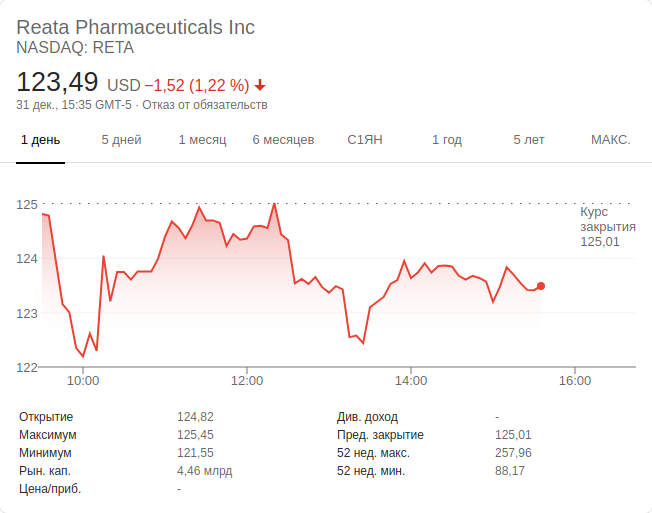 Reata Pharmaceuticals Inc
NASDAQ: RETA
123,49 USD −1,52 (1,22 %)
31 дек., 15:35 GMT-5 · Отказ от обязательств
1 день 5 дней 1 месяц 6 месяцев С1ЯН 1 год 5 лет МАКС.
125
Курс
закрытия
125,01
124
123
122
10:00 12:00 14:00 16:00
Открытие 124,82 Див. доход -
Максимум 125,45 Пред. закрытие 125,01
Минимум 121,55 52 нед. макс. 257,96
Рын. кап. 4,46 млрд 52 нед. мин. 88,17
Цена/приб. -